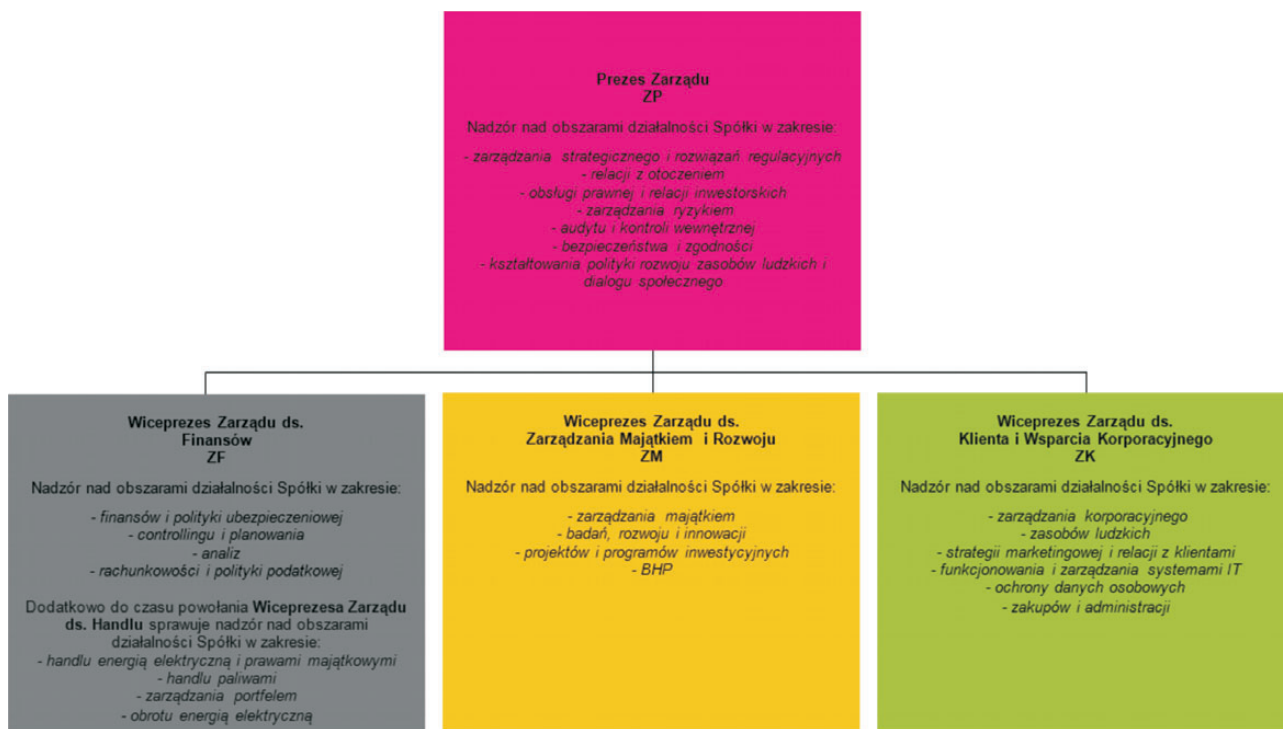 Prezes Zarządu
ZP
Nadzór nad obszarami działalności Spółki w zakresie:
- zarządzania strategicznego i rozwiązań regulacyjnych
- relacji z otoczeniem
- obsługi prawnej i relacji inwestorskich
- zarządzania ryzykiem
- audytu i kontroli wewnętrznej
- bezpieczeństwa i zgodności
- kształtowania polityki rozwoju zasobów ludzkich i
dialogu społecznego
Wiceprezes Zarządu ds.
Finansów
ZF
Nadzór nad obszarami działalności Spółki w zakresie:
- finansów i polityki ubezpieczeniowej
- controllingu i planowania
- analiz
- rachunkowości i polityki podatkowej
Dodatkowo do czasu powołania Wiceprezesa Zarządu
ds. Handlu sprawuje nadzór nad obszarami
działalności Spółki w zakresie:
- handlu energią elektryczną i prawami majątkowymi
- handlu paliwami
- zarządzania portfelem
- obrotu energią elektryczną
Wiceprezes Zarządu ds.
Zarządzania Majątkiem i Rozwoju
ZM
Nadzór nad obszarami działalności Spółki w zakresie:
- zarządzania majątkiem
- badań, rozwoju i innowacji
- projektów i programów inwestycyjnych
- BHP
Wiceprezes Zarządu ds.
Klienta i Wsparcia Korporacyjnego
ZK
Nadzór nad obszarami działalności Spółki w zakresie:
- zarządzania korporacyjnego
- zasobów ludzkich
- strategii marketingowej i relacji z klientami
- funkcjonowania i zarządzania systemami IT
- ochrony danych osobowych
- zakupów i administracji